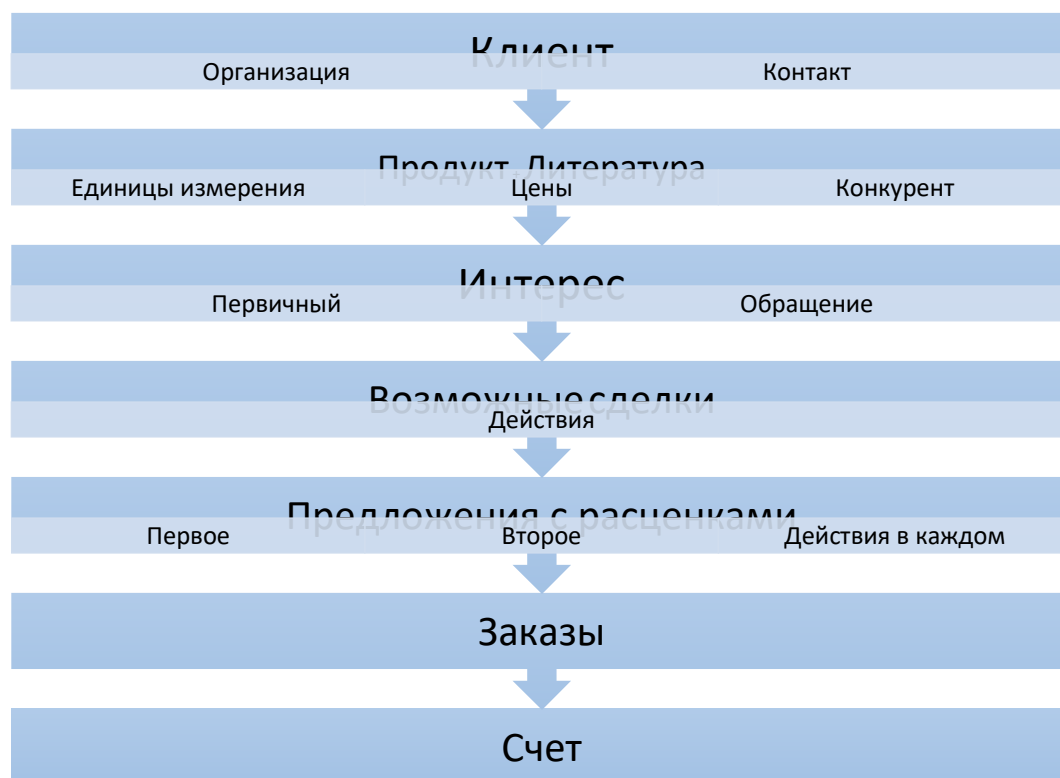 Клиент
Организация Контакт
Продукт. Литература
Единицы измерения Цены Конкурент
Интерес
Первичный Обращение
Возможные сделки
Действия
Предложения с расценками
Первое Второе Действия в каждом
Заказы
Счет